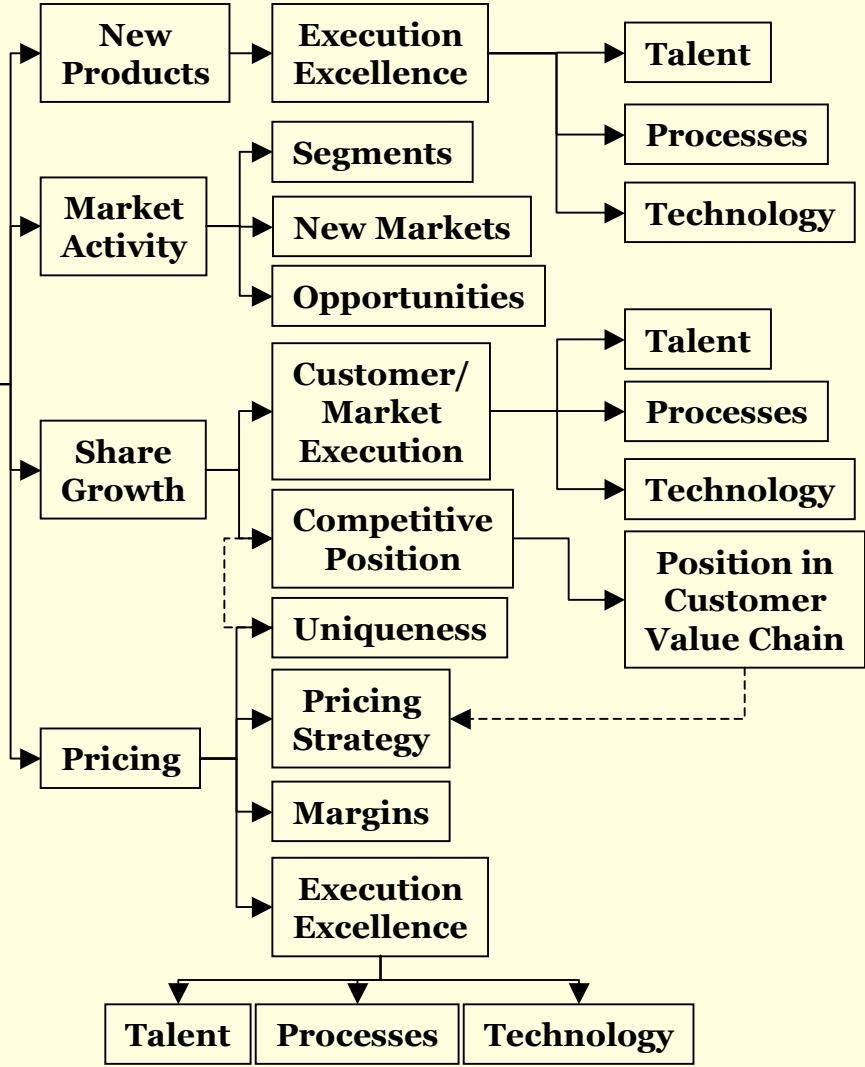 New
Products
Execution
Excellence
Talent
Processes
Technology
Market
Activity
Segments
New Markets
Opportunities
Share
Growth
Customer/
Market
Execution
Talent
Processes
Technology
Competitive
Position
Position in
Customer
Value Chain
Pricing
Uniqueness
Pricing
Strategy
Margins
Execution
Excellence
Talent
Processes
Technology